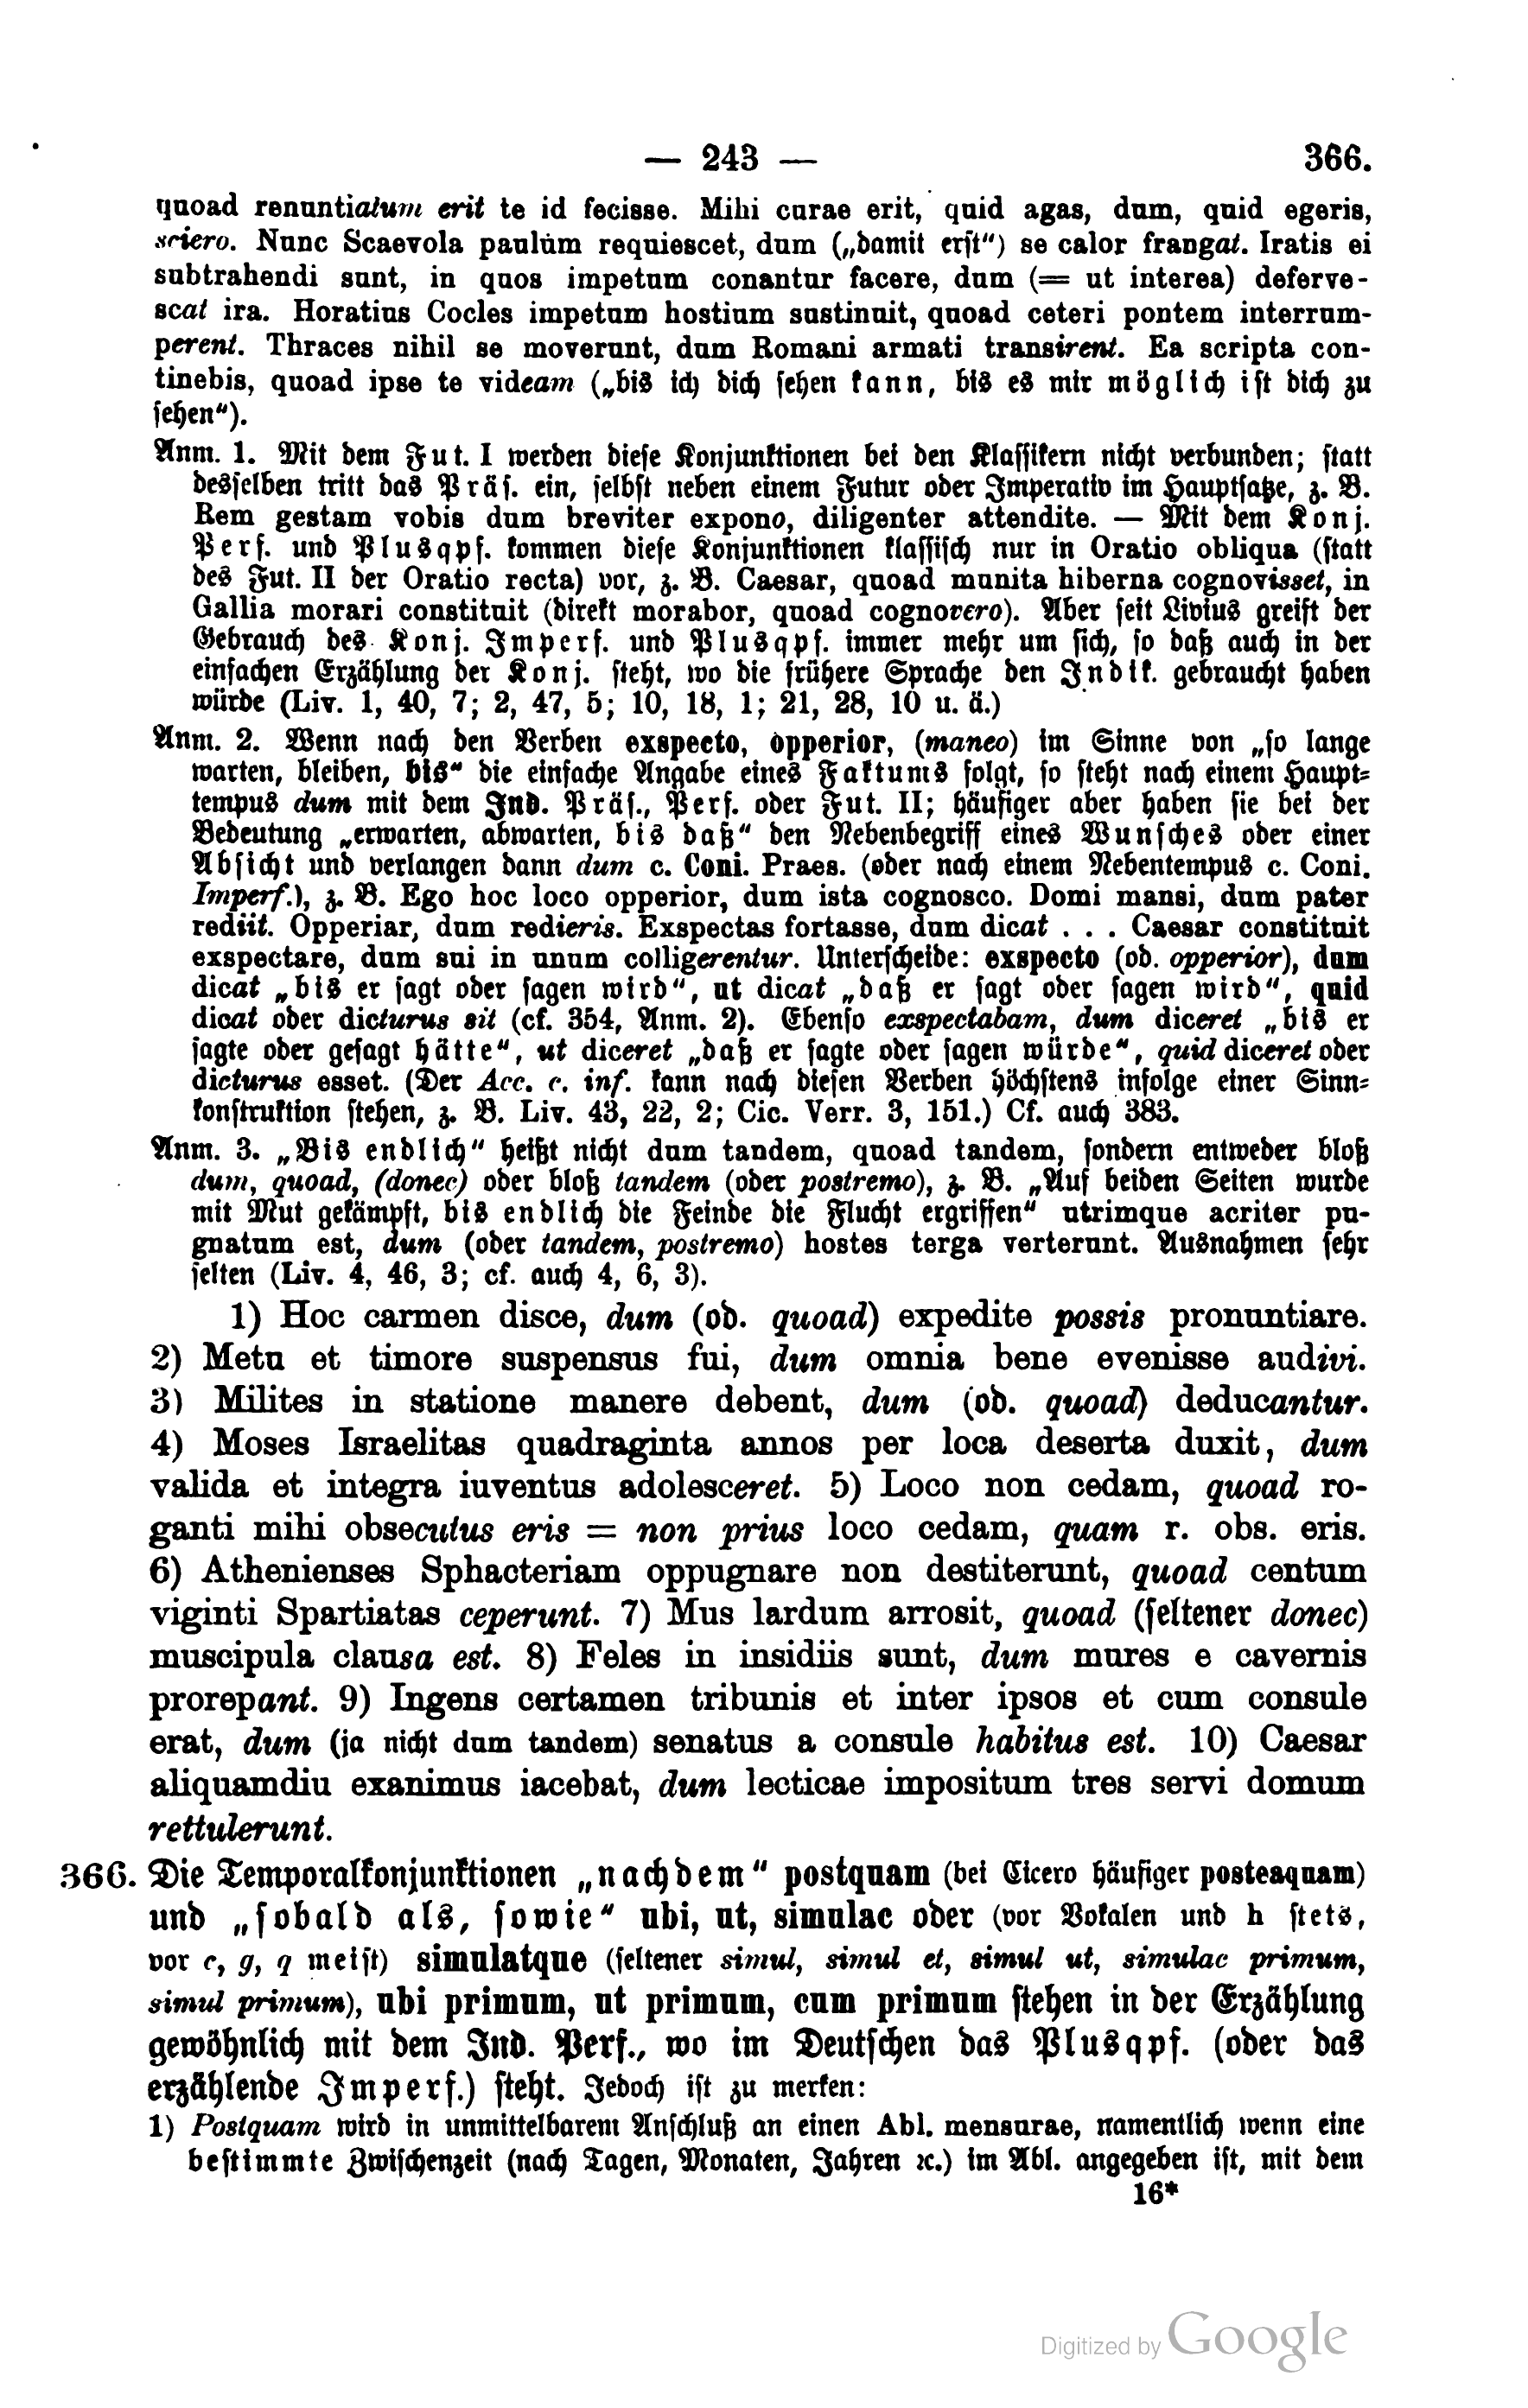 — 243 — 366.
quoad renuntiatum erit te id fecisse. Mihi curae erit, quid agas, dum, quid egeris,
sciero. Nunc Scaevola paulum requiescet, dum („damit erst“) se calor frangat. Iratis ei
subtrahendi sunt, in quos impetum conantur facere, dum (= ut interea) deferve-
scat ira. Horatius Cocles impetum hostium sustinuit, quoad ceteri pontem interrum-
perent. Thraces nihil se moverunt, dum Romani armati transirent. Ea scripta con-
tinebis, quoad ipse te videam („bis ich dich sehen kann, bis es mir möglich ist dich zu
sehen“).
Anm. 1. Mit dem Fut. I werden diese Konjunktionen bei den Klassikern nicht verbunden; statt
desselben tritt das Präs. ein, selbst neben einem Futur oder Imperativ im Hauptsatze, z. B.
Rem gestam vobis dum breviter expono, diligenter attendite. — Mit dem Konj.
Perf. und Plusqpf. kommen diese Konjunktionen klassisch nur in Oratio obliqua (statt
des Fut. II der Oratio recta) vor, z. B. Caesar, quoad munita hiberna cognovisset, in
Gallia morari constituit (direkt morabor, quoad cognovero). Aber seit Livius greift der
Gebrauch des Konj. Imperf. und Plusqpf. immer mehr um sich, so daß auch in der
einfachen Erzählung der Konj. steht, wo die frühere Sprache den Indik. gebraucht haben
würde (Liv. 1, 40, 7; 2, 47, 5; 10, 18, 1; 21, 28, 10 u. ä.)
Anm. 2. Wenn nach den Verben exspecto, opperior, (maneo) im Sinne von „so lange
warten, bleiben, bis“ die einfache Angabe eines Faktums folgt, so steht nach einem Haupt-
tempus dum mit dem Ind. Präs., Perf. oder Fut. II; häufiger aber haben sie bei der
Bedeutung „erwarten, abwarten, bis daß“ den Nebenbegriff eines Wunsches oder einer
Absicht und verlangen dann dum c. Coni. Praes. (oder nach einem Nebentempus c. Coni.
Imperf.), z. B. Ego hoc loco opperior, dum ista cognosco. Domi mansi, dum pater
rediit. Opperiar, dum redieris. Exspectas fortasse, dum dicat . . . Caesar constituit
exspectare, dum sui in unum colligerentur. Unterscheide: exspecto (od. opperior), dum
dicat „bis er sagt oder sagen wird“, ut dicat „daß er sagt oder sagen wird“, quid
dicat oder dicturus sit (cf. 354, Anm. 2). Ebenso exspectabam, dum diceret „bis er
sagte oder gesagt hätte“, ut diceret „daß er sagte oder sagen würde“, quid diceret oder
dicturus esset. (Der Acc. c. inf. kann nach diesen Verben höchstens infolge einer Sinn-
konstruktion stehen, z. B. Liv. 43, 22, 2; Cic. Verr. 3, 151.) Cf. auch 383.
Anm. 3. „Bis endlich“ heißt nicht dum tandem, quoad tandem, sondern entweder bloß
dum, quoad, (donec) oder bloß tandem (oder postremo), z. B. „Auf beiden Seiten wurde
mit Mut gekämpft, bis endlich die Feinde die Flucht ergriffen“ utrimque acriter pu-
gnatum est, dum (oder tandem, postremo) hostes terga verterunt. Ausnahmen sehr
selten (Liv. 4, 46, 3; cf. auch 4, 6, 3).
1) Hoc carmen disce, dum (od. quoad) expedite possis pronuntiare.
2) Metu et timore suspensus fui, dum omnia bene evenisse audivi.
3) Milites in statione manere debent, dum (od. quoad) deducantur.
4) Moses Israelitas quadraginta annos per loca deserta duxit, dum
valida et integra iuventus adolesceret. 5) Loco non cedam, quoad ro-
ganti mihi obsecutus eris = non prius loco cedam, quam r. obs. eris.
6) Athenienses Sphacteriam oppugnare non destiterunt, quoad centum
viginti Spartiatas ceperunt. 7) Mus lardum arrosit, quoad (seltener donec)
muscipula clausa est. 8) Feles in insidiis sunt, dum mures e cavernis
prorepant. 9) Ingens certamen tribunis et inter ipsos et cum consule
erat, dum (ja nicht dum tandem) senatus a consule habitus est. 10) Caesar
aliquamdiu exanimus iacebat, dum lecticae impositum tres servi domum
rettulerunt.
366. Die Temporalkonjunktionen „nachdem“ postquam (bei Cicero häufiger posteaquam)
und „sobald als, sowie“ ubi, ut, simulac oder (vor Vokalen und h stets,
vor c, g, q meist) simulatque (seltener simul, simul et, simul ut, simulac primum,
simul primum), ubi primum, ut primum, cum primum stehen in der Erzählung
gewöhnlich mit dem Ind. Perf., wo im Deutschen das Plusqpf. (oder das
erzählende Imperf.) steht. Jedoch ist zu merken:
1) Postquam wird in unmittelbarem Anschluß an einen Abl. mensurae, namentlich wenn eine
bestimmte Zwischenzeit (nach Tagen, Monaten, Jahren ꝛc.) im Abl. angegeben ist, mit dem
16*
Digitized by Google